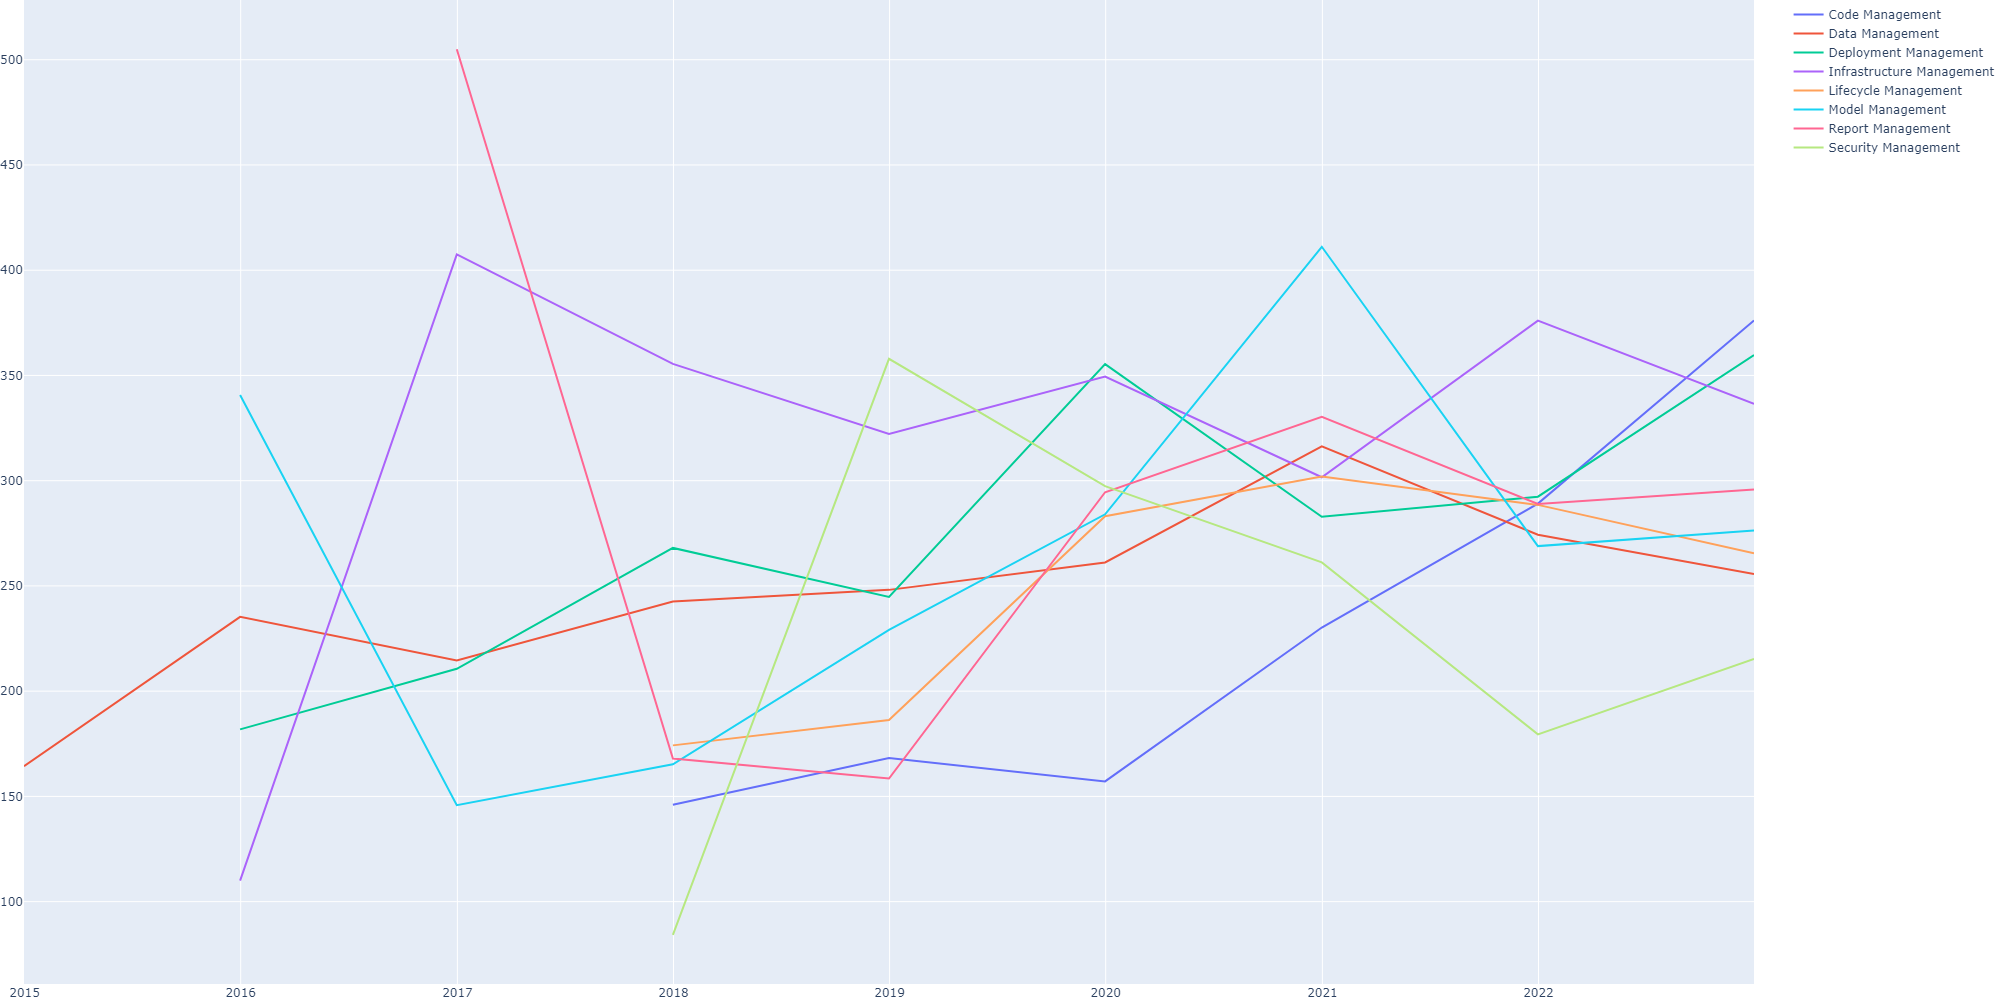 500
450
400
350
300
250
200
150
100
2015
2016
2017
2018
2019
2020
2021
2022
Code Management
Data Management
Deployment Management
Infrastructure Management
Lifecycle Management
Model Management
Report Management
Security Management